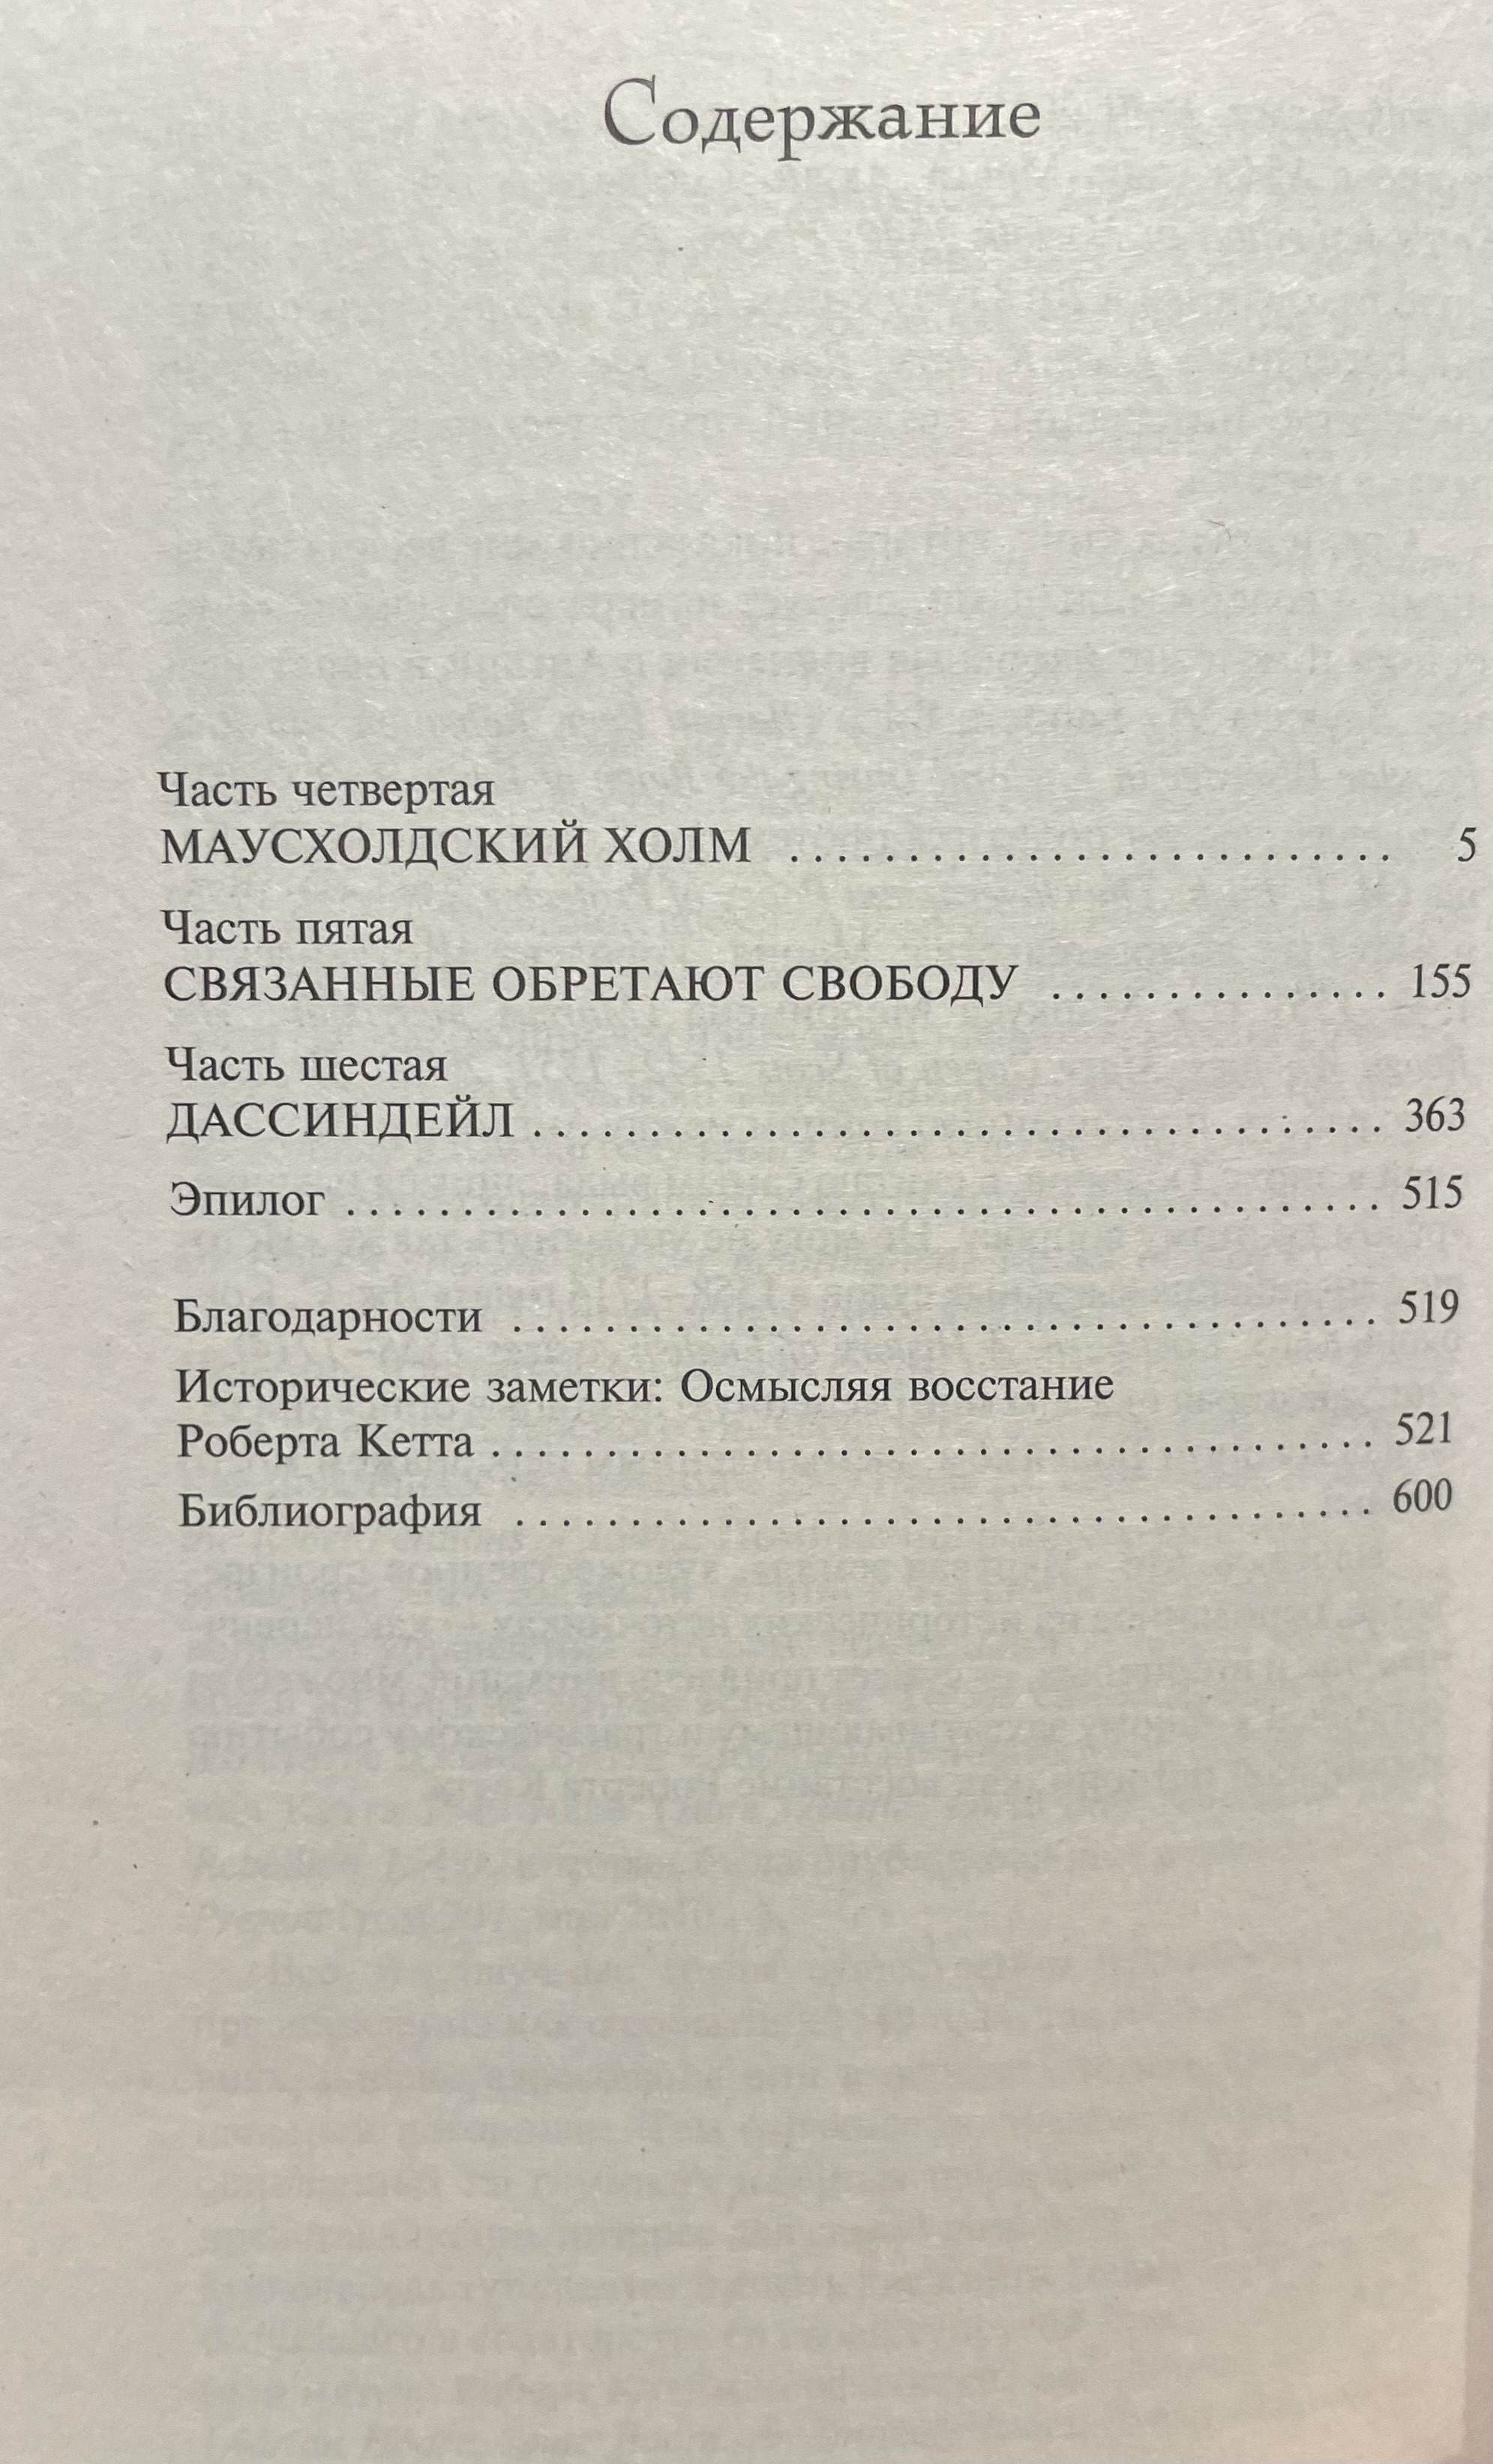 Содержание
Часть четвертая
МАУСХОЛДСКИЙ ХОЛМ . . . . . . . . . . . . . . . . . . . . . . . . . . 5
Часть пятая
СВЯЗАННЫЕ ОБРЕТАЮТ СВОБОДУ . . . . . . . . . . . . . . . 155
Часть шестая
ДАССИНДЕЙЛ . . . . . . . . . . . . . . . . . . . . . . . . . . . . . . . . . . . . . 363
Эпилог . . . . . . . . . . . . . . . . . . . . . . . . . . . . . . . . . . . . . . . . . . . . . 515
Благодарности . . . . . . . . . . . . . . . . . . . . . . . . . . . . . . . . . . . . . 519
Исторические заметки: Осмысляя восстание
Роберта Кетта . . . . . . . . . . . . . . . . . . . . . . . . . . . . . . . . . . . . . . 521
Библиография . . . . . . . . . . . . . . . . . . . . . . . . . . . . . . . . . . . . . 600